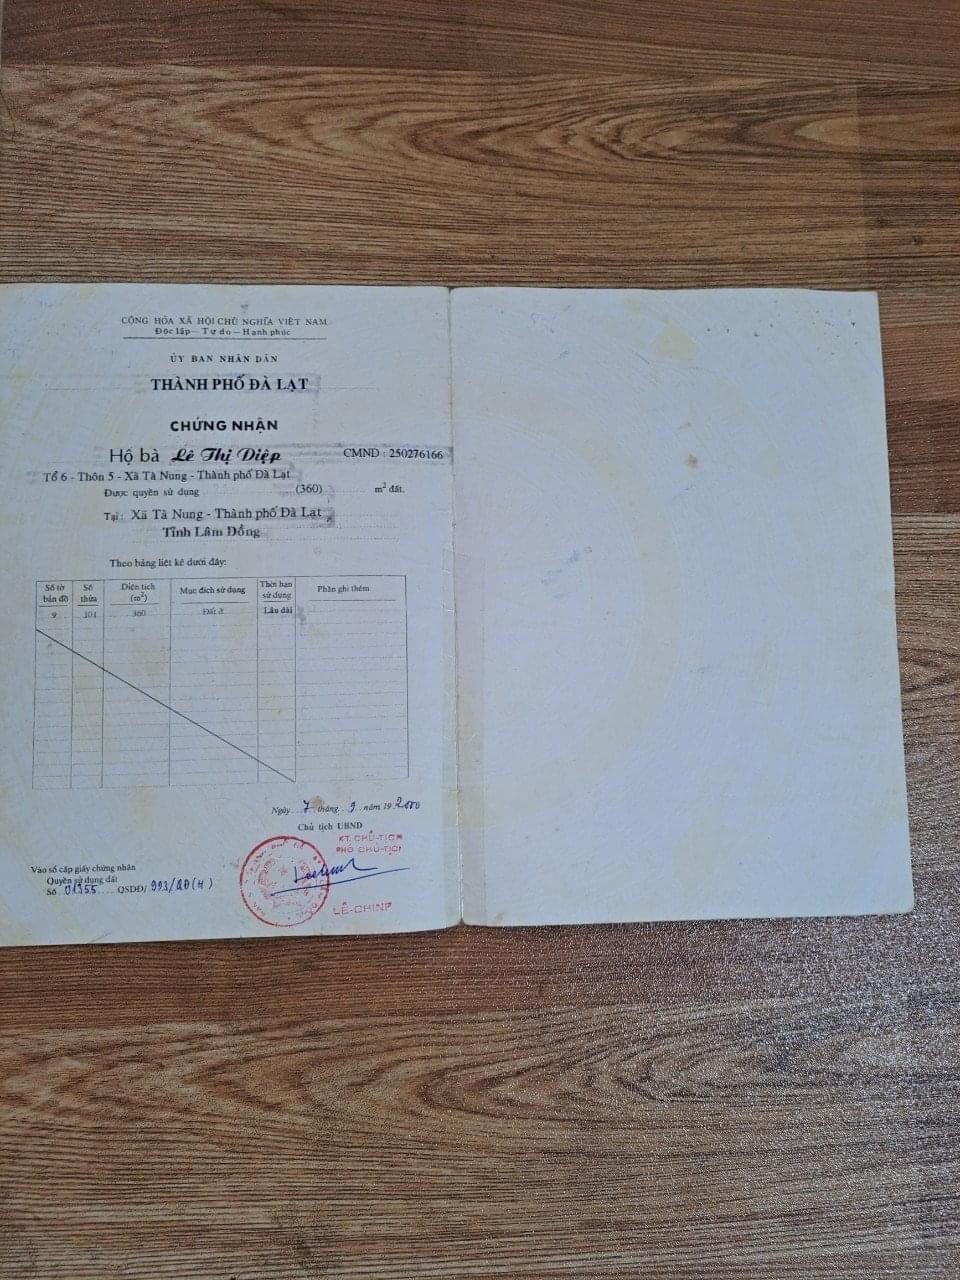 CỘNG HÒA XÃ HỘI CHỦ NGHĨA VIỆT NAM
Độc lập – Tự do – Hạnh phúc
ỦY BAN NHÂN DÂN
THÀNH PHỐ ĐÀ LẠT
CHỨNG NHẬN
Hộ bà Lê Thị Diệp CMND : 250276166
Tổ 6 - Thôn 5 - Xã Tà Nung - Thành phố Đà Lạt
Được quyền sử dụng (360) m² đất.
Tại : Xã Tà Nung - Thành phố Đà Lạt
Tỉnh Lâm Đồng
Theo bảng liệt kê dưới đây:
Số tờ bản đồ Số thửa Diện tích (m²) Mục đích sử dụng Thời hạn sử dụng Phần ghi thêm
9 101 360 Đất ở Lâu dài
Ngày 7 tháng 9 năm 19 2000
Chủ tịch UBND
KT. CHỦ-TỊCH
PHÓ CHỦ-TỊCH
Vào sổ cấp giấy chứng nhận
Quyền sử dụng đất
Số 01355 QSDĐ/ 993/QĐ(H)
LÊ-CHINH